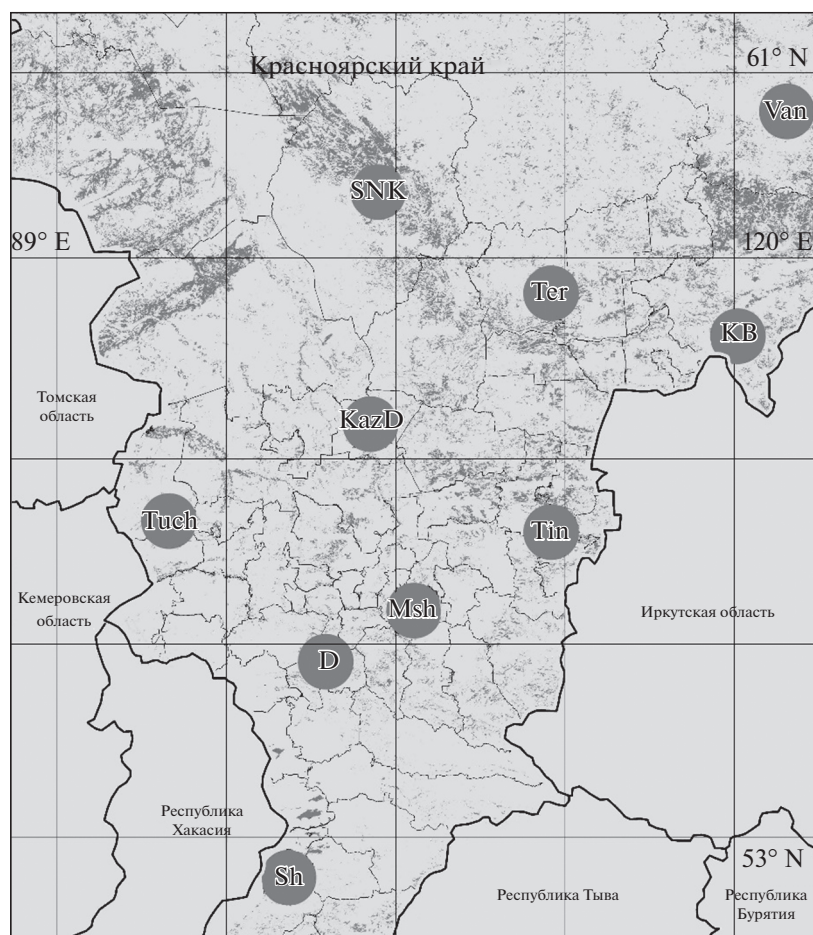 Красноярский край
61° N
Van
SNK
89° E
120° E
Ter
KB
Томская
область
KazD
Tuch
Tin
Кемеровская
область
Msh
Иркутская область
D
Республика
Хакасия
53° N
Sh
Республика Тыва
Республика
Бурятия